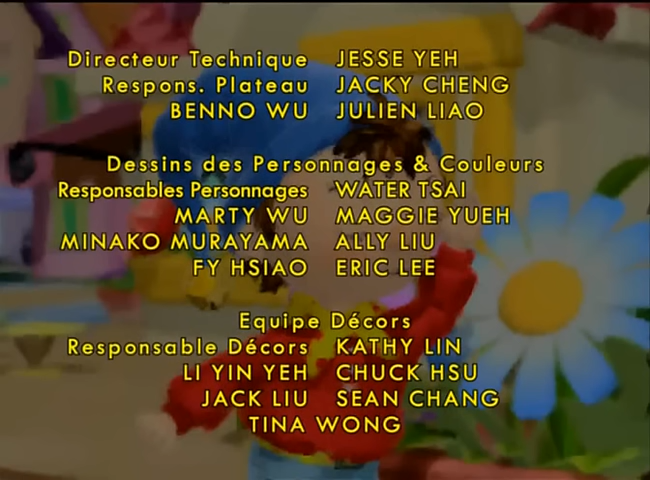 Directeur Technique JESSE YEH
Respons. Plateau JACKY CHENG
BENNO WU JULIEN LIAO
Dessins des Personnages & Couleurs
Responsables Personnages WATER TSAI
MARTY WU MAGGIE YUEH
MINAKO MURAYAMA ALLY LIU
FY HSIAO ERIC LEE
Equipe Décors
Responsable Décors KATHY LIN
LI YIN YEH CHUCK HSU
JACK LIU SEAN CHANG
TINA WONG